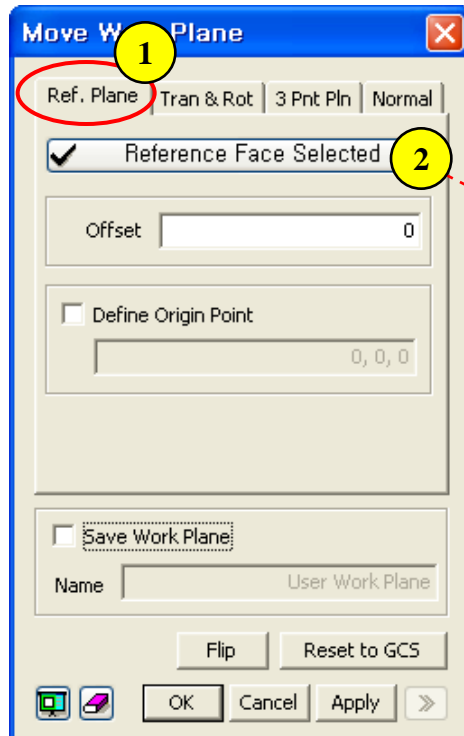 Move W Plane
1
Ref. Plane Tran & Rot 3 Pnt Pln Normal
Reference Face Selected 2
Offset 0
Define Origin Point
0, 0, 0
Save Work Plane
Name User Work Plane
Flip Reset to GCS
OK Cancel Apply